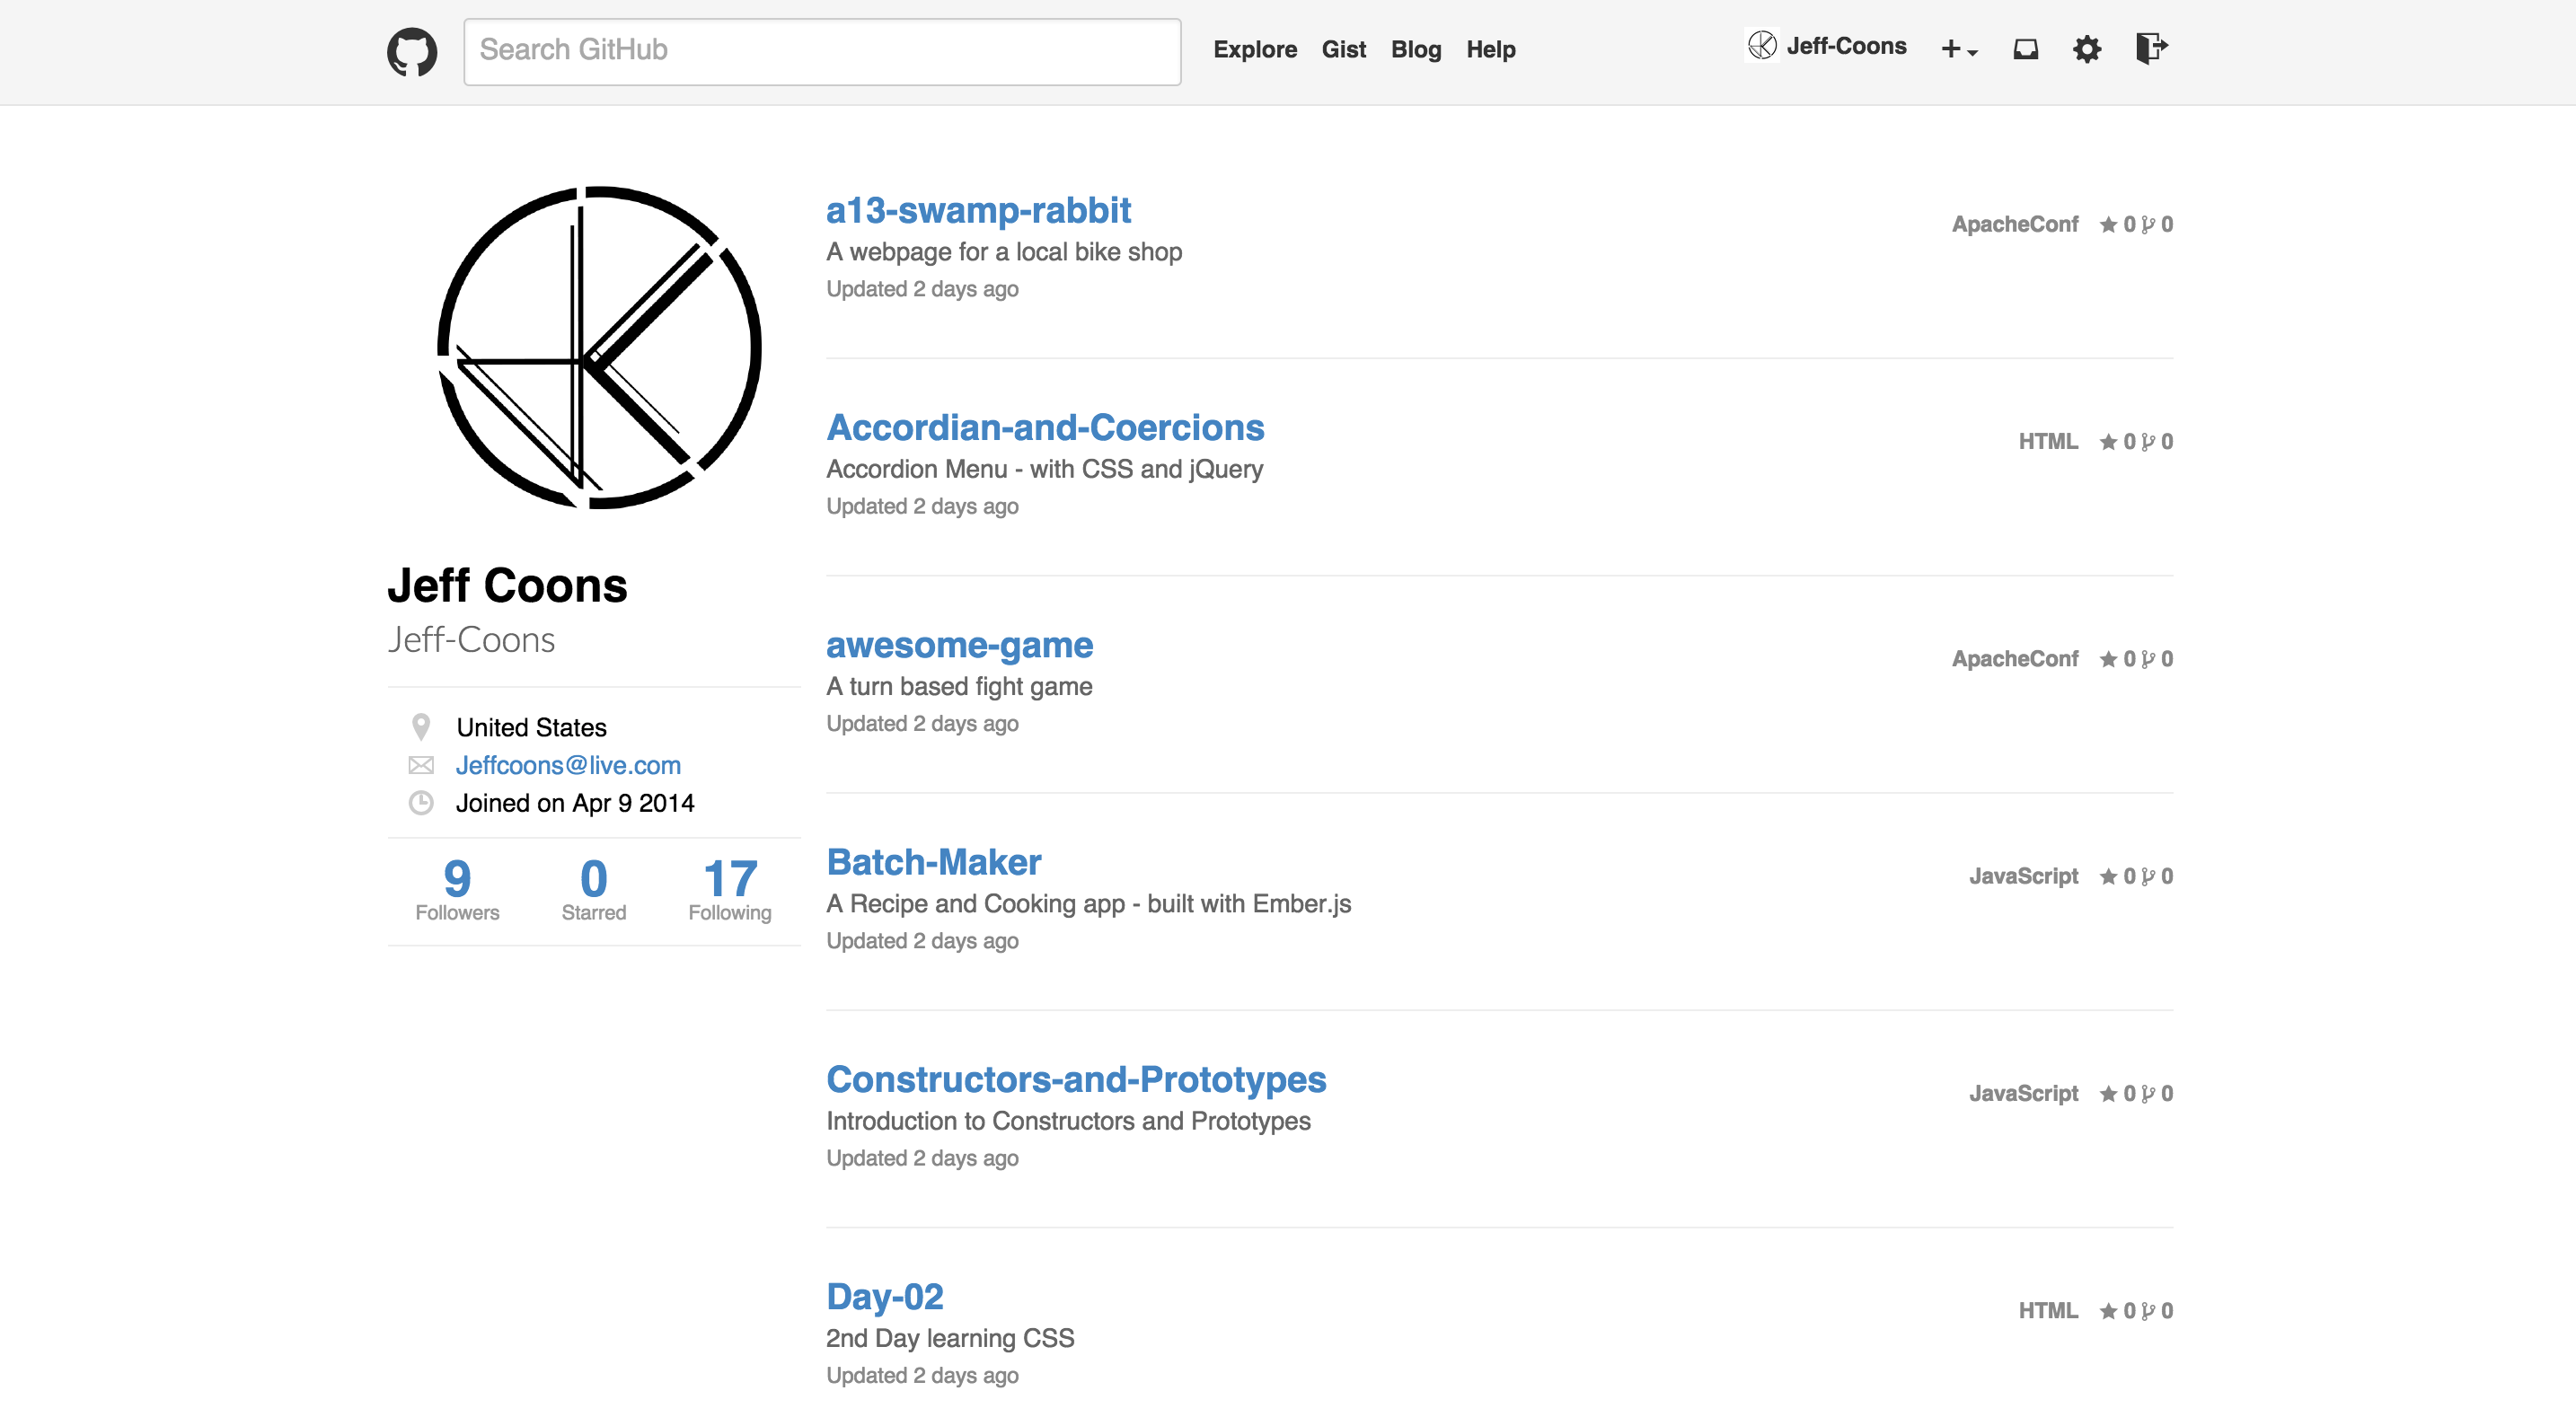 Search GitHub
Explore Gist Blog Help
Jeff-Coons
Jeff Coons
Jeff-Coons
United States
Jeffcoons@live.com
Joined on Apr 9 2014
9 0 17
Followers Starred Following
a13-swamp-rabbit
ApacheConf 0 0
A webpage for a local bike shop
Updated 2 days ago
Accordian-and-Coercions
HTML 0 0
Accordion Menu - with CSS and jQuery
Updated 2 days ago
awesome-game
ApacheConf 0 0
A turn based fight game
Updated 2 days ago
Batch-Maker
JavaScript 0 0
A Recipe and Cooking app - built with Ember.js
Updated 2 days ago
Constructors-and-Prototypes
JavaScript 0 0
Introduction to Constructors and Prototypes
Updated 2 days ago
Day-02
HTML 0 0
2nd Day learning CSS
Updated 2 days ago